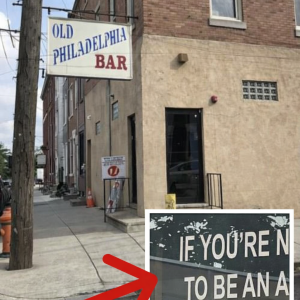 OLD
PHILADELPHIA
BAR
IF YOU'RE N
TO BE AN A